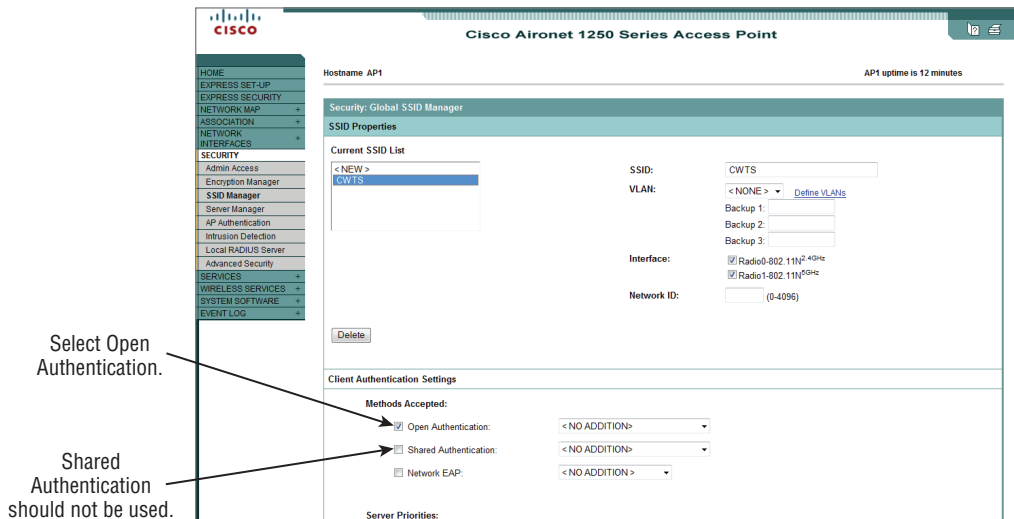 CISCO
Cisco Aironet 1250 Series Access Point
HOME
EXPRESS SET-UP
EXPRESS SECURITY
NETWORK MAP +
ASSOCIATION +
NETWORK
INTERFACES +
SECURITY
Admin Access
Encryption Manager
SSID Manager
Server Manager
AP Authentication
Intrusion Detection
Local RADIUS Server
Advanced Security
SERVICES +
WIRELESS SERVICES +
SYSTEM SOFTWARE +
EVENT LOG +
Hostname AP1
AP1 uptime is 12 minutes
Security: Global SSID Manager
SSID Properties
Current SSID List
< NEW >
CWTS
Delete
SSID: CWTS
VLAN: < NONE > Define VLANs
Backup 1:
Backup 2:
Backup 3:
Interface: Radio0-802.11N2.4GHz
Radio1-802.11N5GHz
Network ID: (0-4096)
Client Authentication Settings
Methods Accepted:
Open Authentication: < NO ADDITION>
Shared Authentication: < NO ADDITION>
Network EAP: < NO ADDITION >
Server Priorities:
Select Open
Authentication.
Shared
Authentication
should not be used.